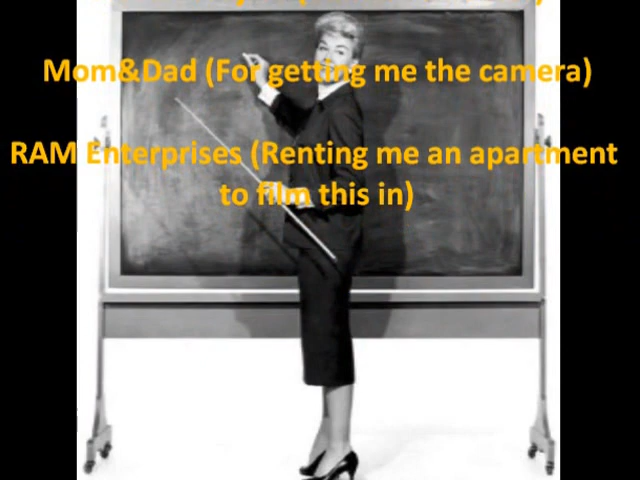 Mom&Dad (For getting me the camera)
RAM Enterprises (Renting me an apartment
to film this in)